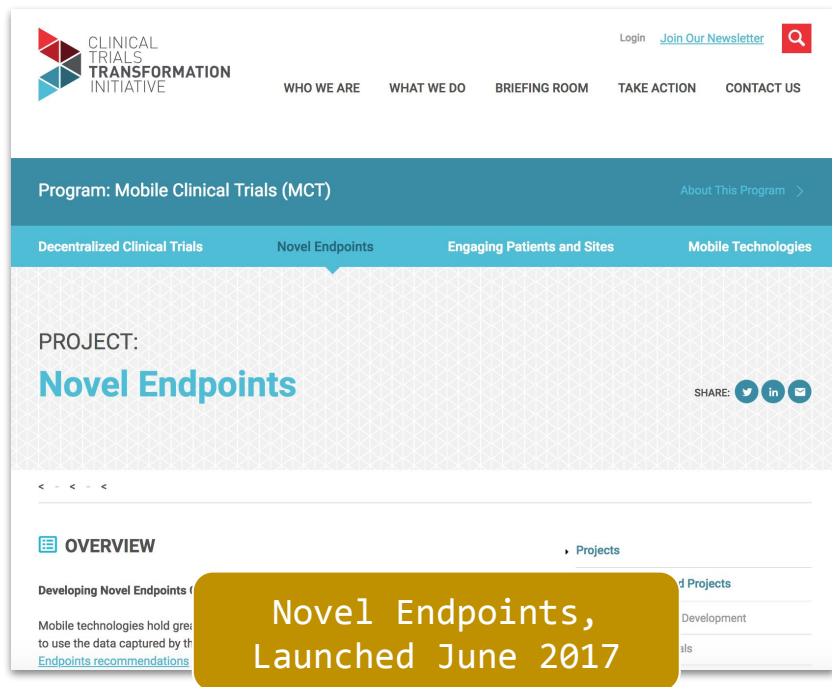 CLINICAL
TRIALS
TRANSFORMATION
INITIATIVE
Login Join Our Newsletter
WHO WE ARE WHAT WE DO BRIEFING ROOM TAKE ACTION CONTACT US
Program: Mobile Clinical Trials (MCT)
About This Program >
Decentralized Clinical Trials Novel Endpoints Engaging Patients and Sites Mobile Technologies
PROJECT:
Novel Endpoints
SHARE: in
< - < - <
OVERVIEW
Projects
Developing Novel Endpoints
Projects
Mobile technologies hold
Development
to use the data captured by
Endpoints recommendations
Novel Endpoints,
Launched June 2017